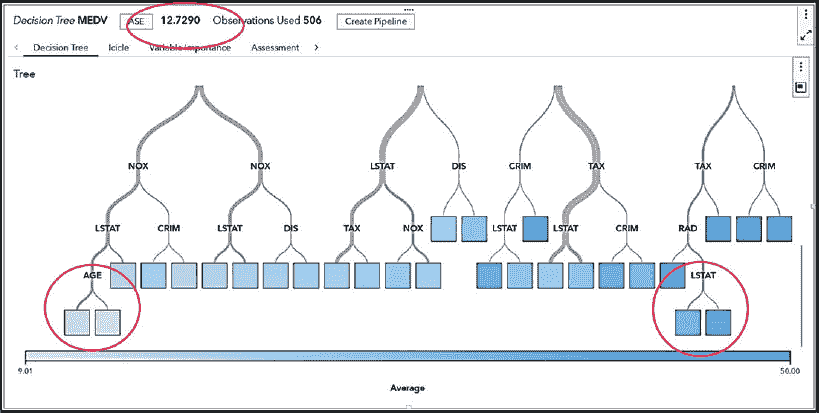 Decision Tree MEDV ASE 12.7290 Observations Used 506 Create Pipeline
Decision Tree Icicle Variable Importance Assessment
Tree
NOX NOX LSTAT DIS CRIM TAX TAX CRIM
LSTAT CRIM LSTAT DIS TAX NOX LSTAT LSTAT CRIM RAD
AGE LSTAT
9.01 50.00
Average